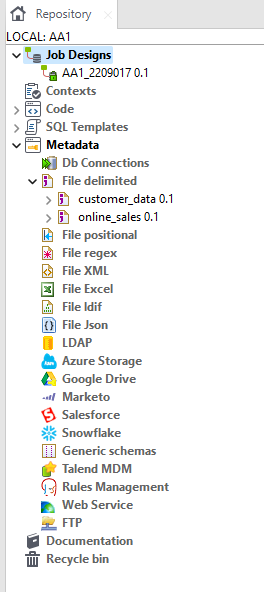 Repository
LOCAL: AA1
Job Designs
AA1_2209017 0.1
Contexts
Code
SQL Templates
Metadata
Db Connections
File delimited
customer_data 0.1
online_sales 0.1
File positional
File regex
File XML
File Excel
File ldif
File Json
LDAP
Azure Storage
Google Drive
Marketo
Salesforce
Snowflake
Generic schemas
Talend MDM
Rules Management
Web Service
FTP
Documentation
Recycle bin